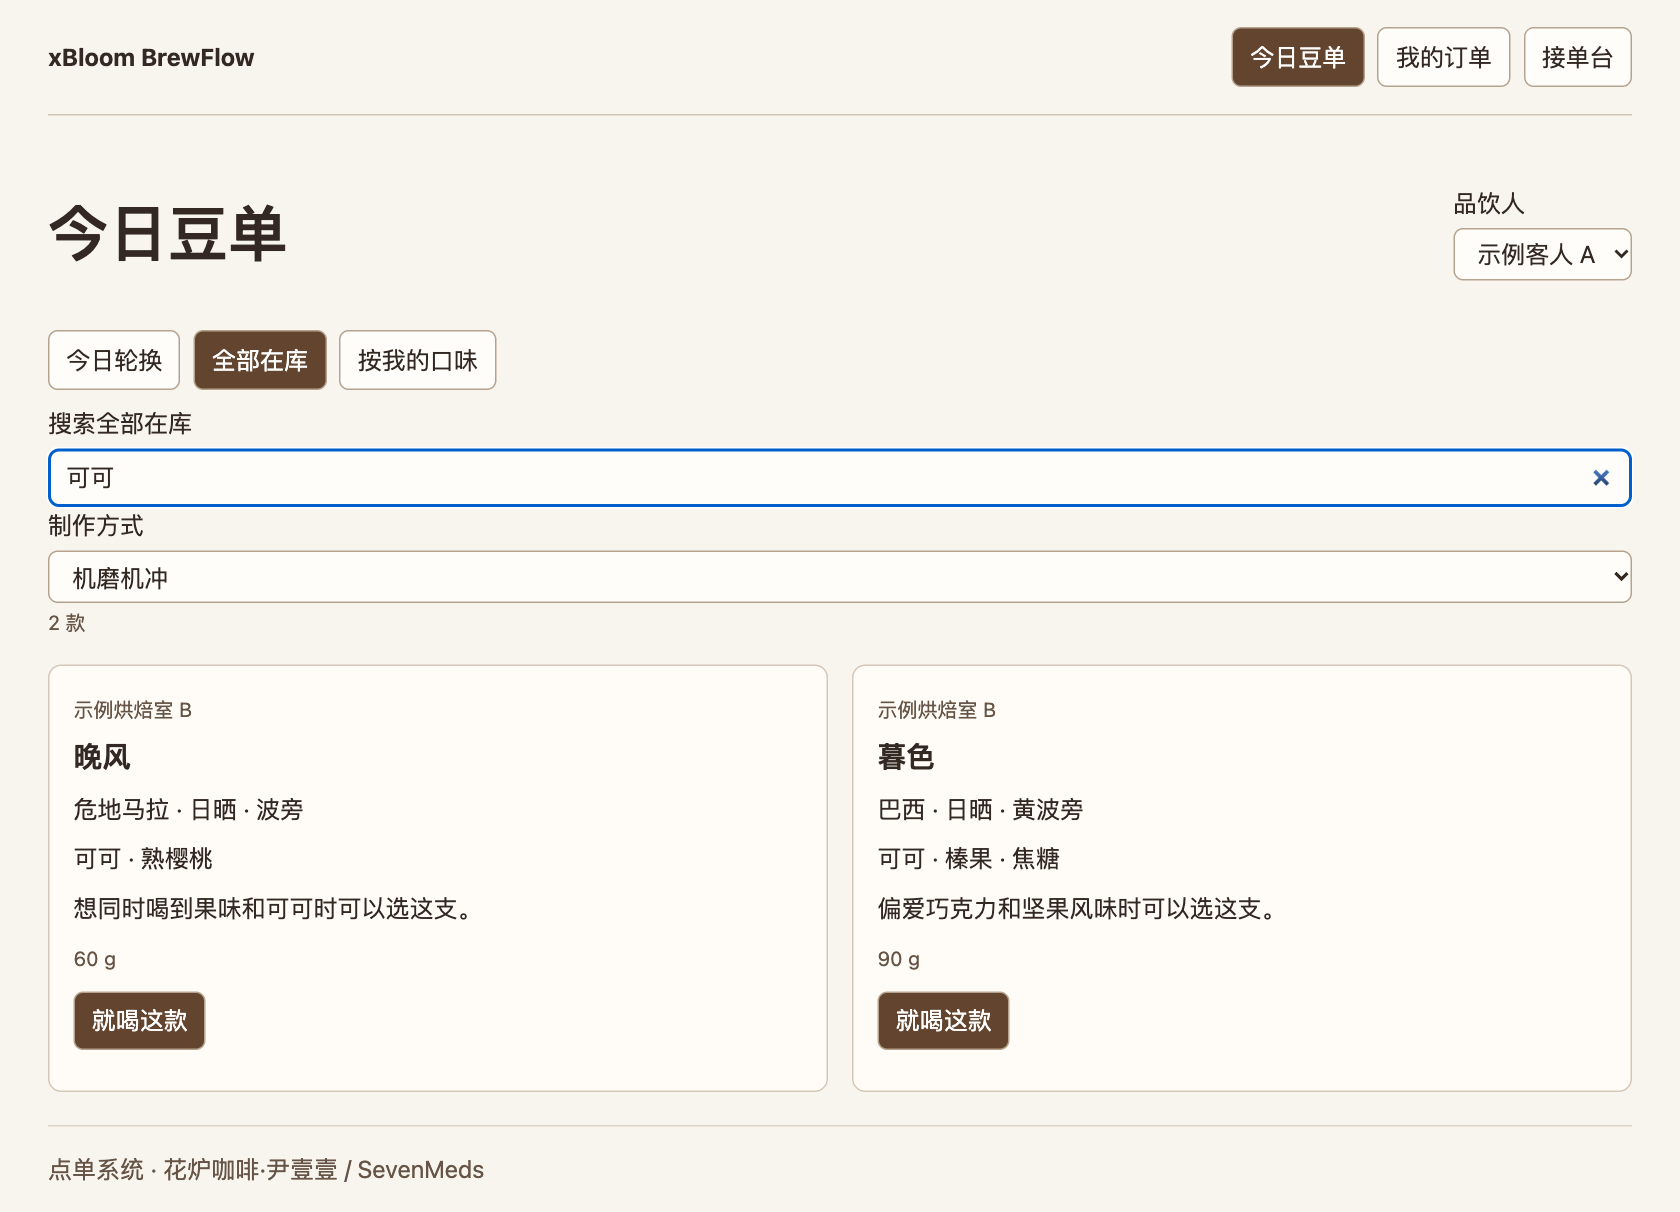 xBloom BrewFlow
今日豆单 我的订单 接单台
今日豆单
品饮人
示例客人 A
今日轮换 全部在库 按我的口味
搜索全部在库
可可
制作方式
机磨机冲
2 款
示例烘焙室 B
晚风
危地马拉 · 日晒 · 波旁
可可 · 熟樱桃
想同时喝到果味和可可时可以选这支。
60 g
就喝这款
示例烘焙室 B
暮色
巴西 · 日晒 · 黄波旁
可可 · 榛果 · 焦糖
偏爱巧克力和坚果风味时可以选这支。
90 g
就喝这款
点单系统 · 花炉咖啡·尹壹壹 / SevenMeds